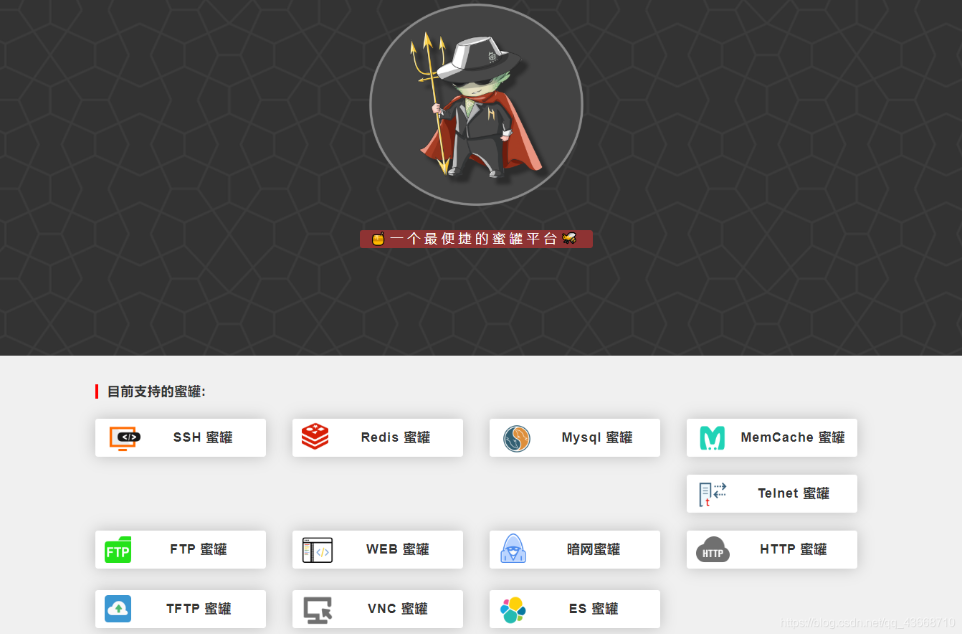 一个最便捷的蜜罐平台
目前支持的蜜罐:
SSH 蜜罐
Redis 蜜罐
Mysql 蜜罐
MemCache 蜜罐
Telnet 蜜罐
FTP
FTP 蜜罐
WEB 蜜罐
暗网蜜罐
HTTP
HTTP 蜜罐
TFTP 蜜罐
VNC 蜜罐
ES 蜜罐
https://blog.csdn.net/qq_43668710